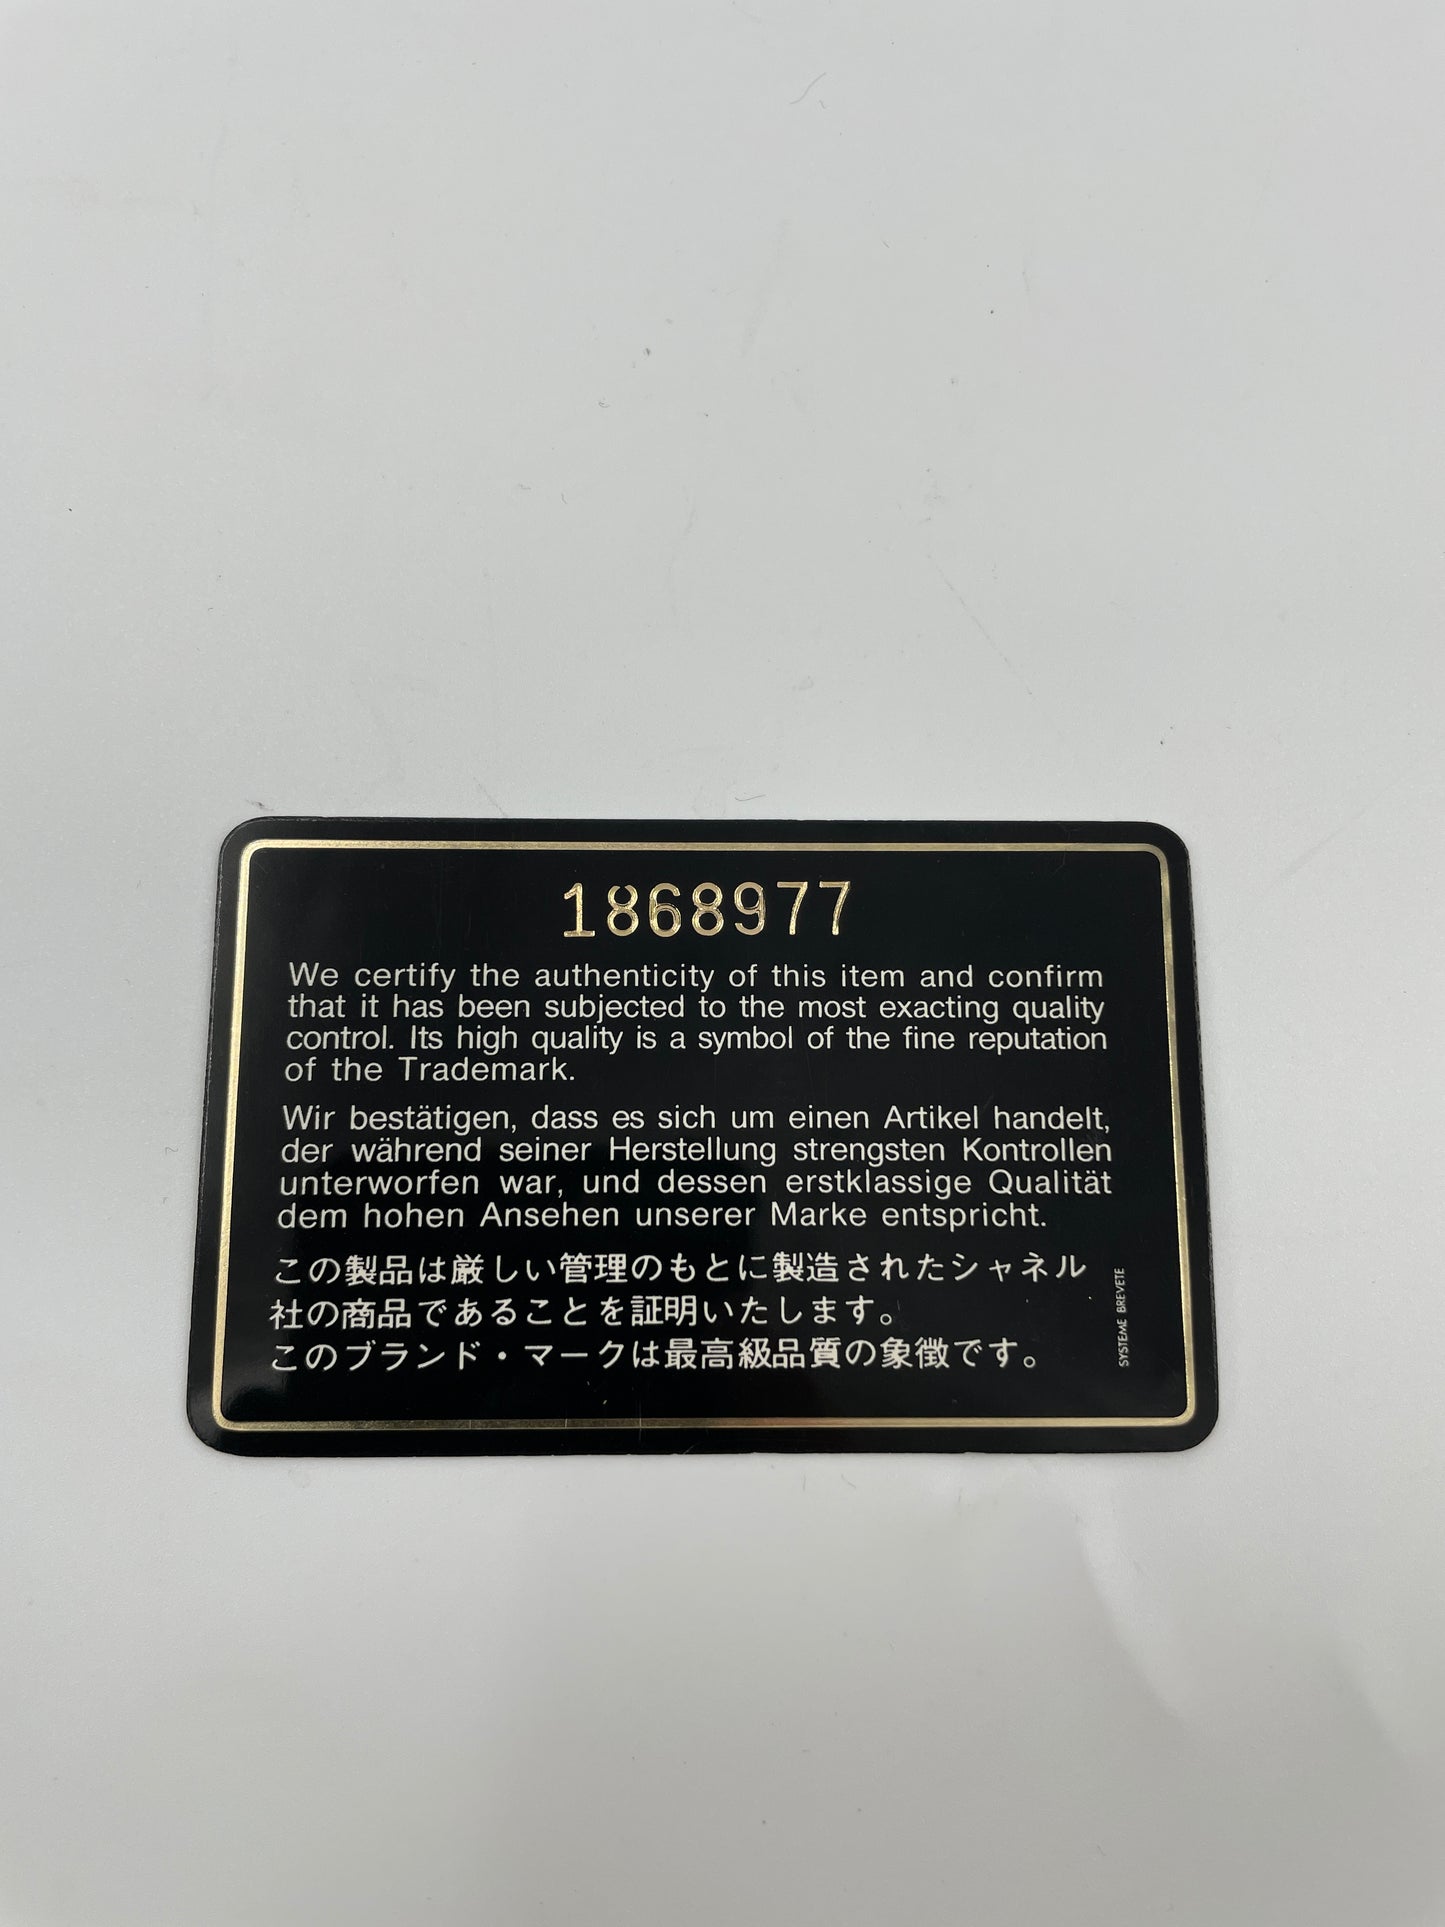 1868977
We certify the authenticity of this item and confirm
that it has been subjected to the most exacting quality
control. Its high quality is a symbol of the fine reputation
of the Trademark.
Wir bestätigen, dass es sich um einen Artikel handelt,
der während seiner Herstellung strengsten Kontrollen
unterworfen war, und dessen erstklassige Qualität
dem hohen Ansehen unserer Marke entspricht.
この製品は厳しい管理のもとに製造されたシャネル
社の商品であることを証明いたします。
このブランド・マークは最高級品質の象徴です。
SYSTEME BREVETE